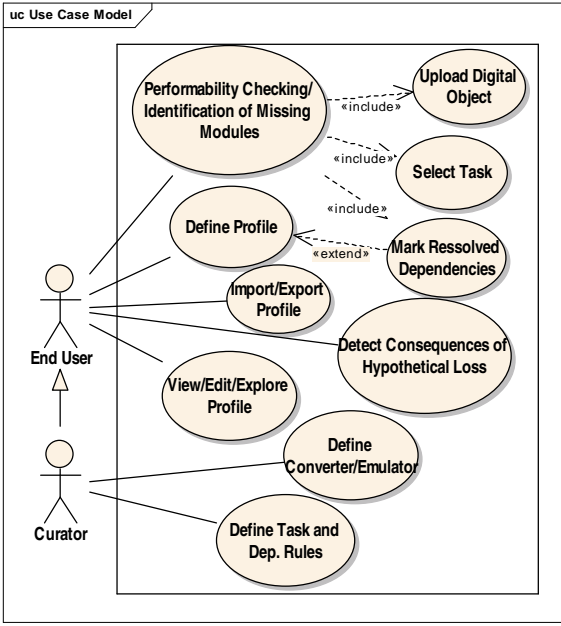 uc Use Case Model
Performability Checking/
Identification of Missing
Modules
Upload Digital
Object
«include»
Select Task
«include»
«include»
Define Profile
Mark Ressolved
Dependencies
«extend»
Import/Export
Profile
End User
Detect Consequences of
Hypothetical Loss
View/Edit/Explore
Profile
Define
Converter/Emulator
Curator
Define Task and
Dep. Rules